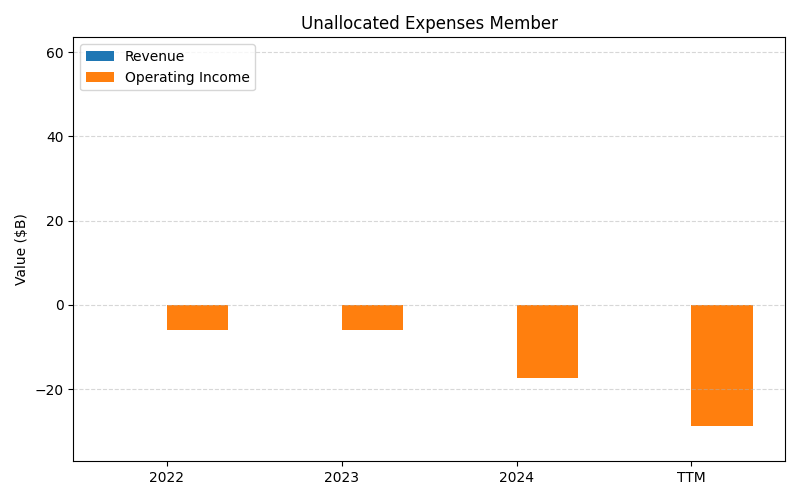 Unallocated Expenses Member
Revenue
Operating Income
Value ($B)
60
40
20
0
−20
2022
2023
2024
TTM